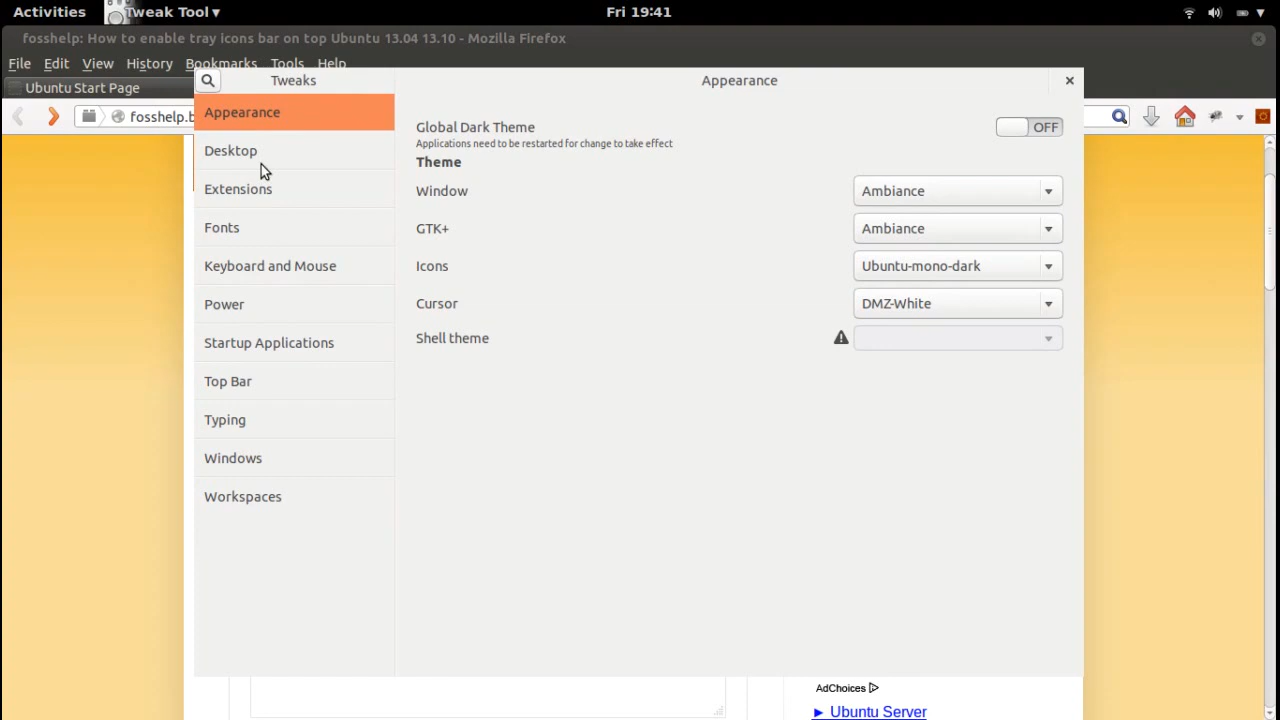 Activities Tweak Tool ▾ Fri 19:41
fosshelp: How to enable tray icons bar on top Ubuntu 13.04 13.10 - Mozilla Firefox
File Edit View History Bookmarks Tools Help
Ubuntu Start Page
fosshelp.b
Tweaks
Appearance
Desktop
Extensions
Fonts
Keyboard and Mouse
Power
Startup Applications
Top Bar
Typing
Windows
Workspaces
Appearance
Global Dark Theme OFF
Applications need to be restarted for change to take effect
Theme
Window Ambiance
GTK+ Ambiance
Icons Ubuntu-mono-dark
Cursor DMZ-White
Shell theme
AdChoices
► Ubuntu Server